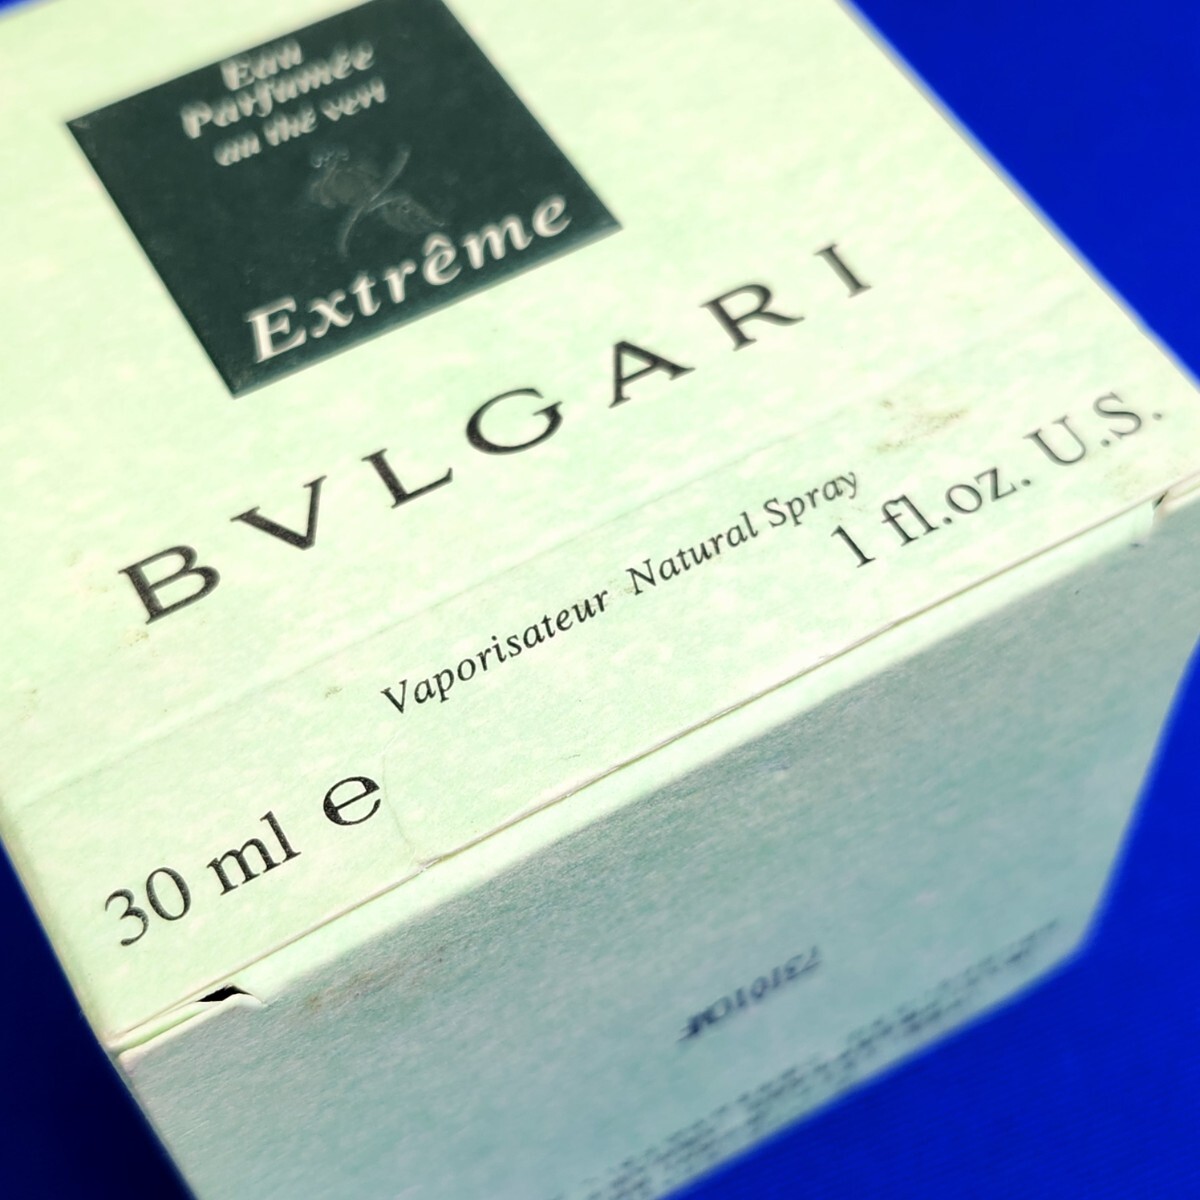 Eau
Parfumée
au thé vert
Extrême
BVLGARI
Vaporisateur Natural Spray
30 ml e 1 fl.oz. U.S.